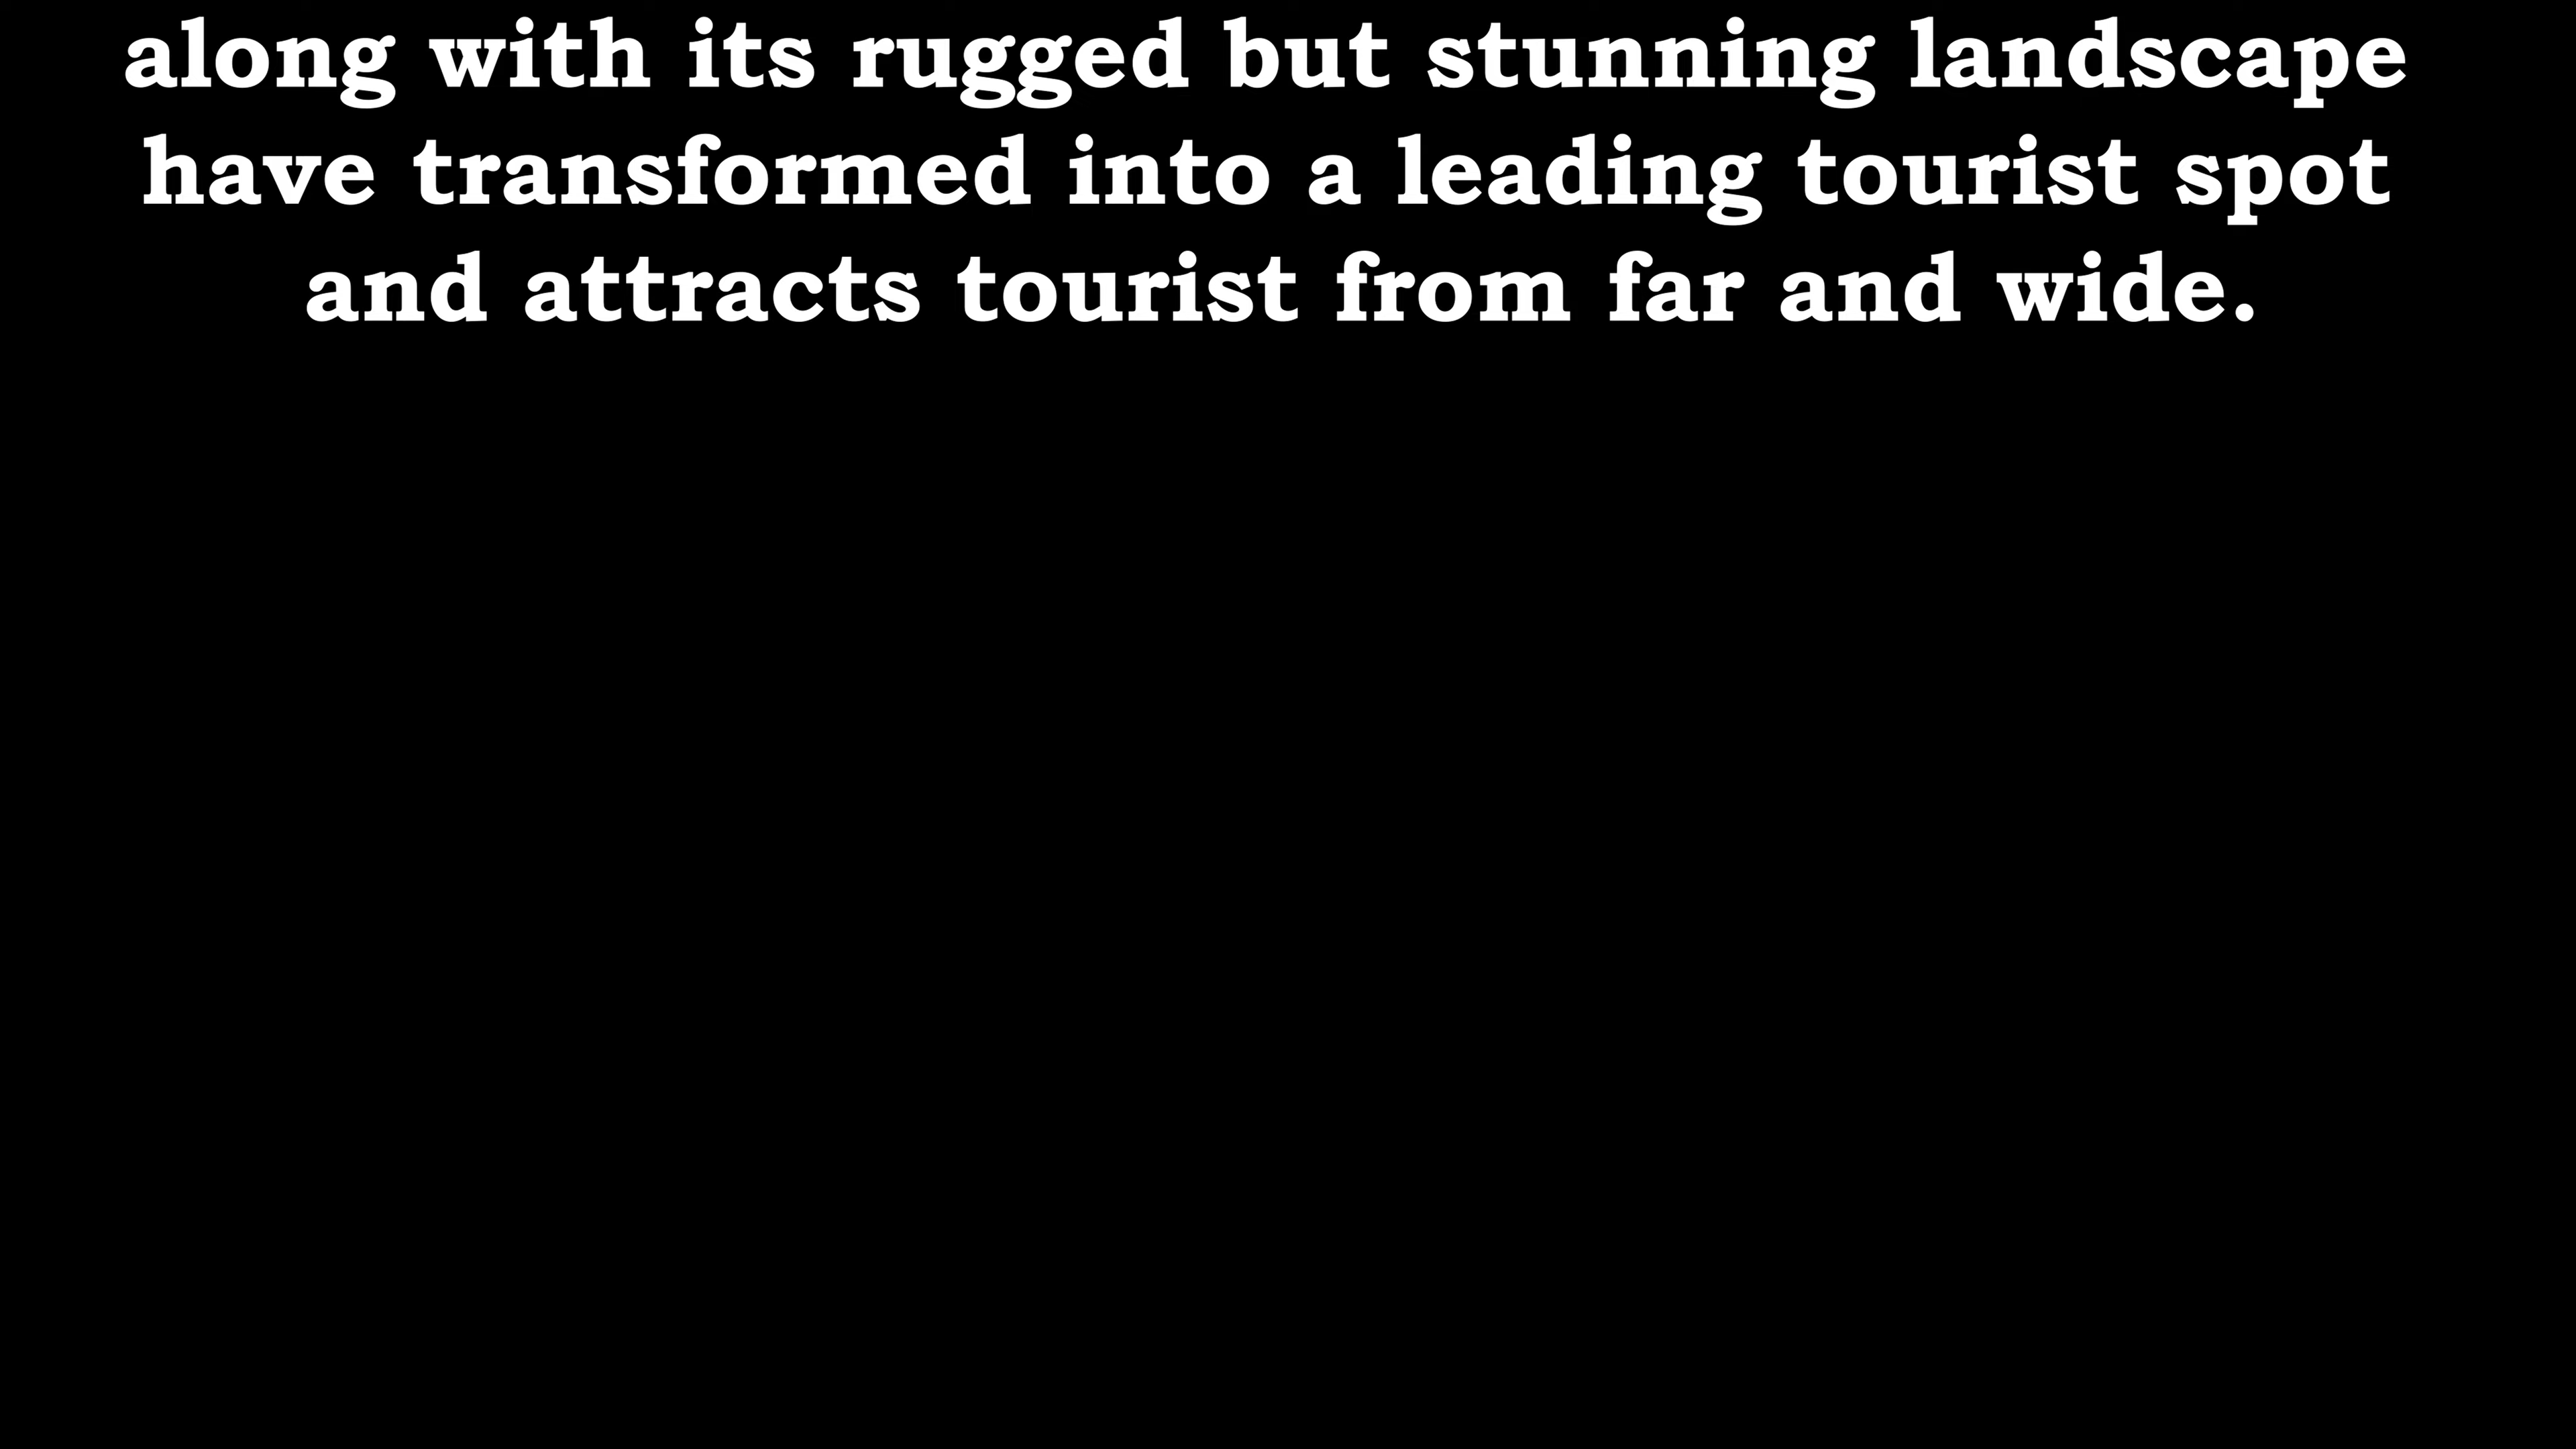 along with its rugged but stunning landscape
have transformed into a leading tourist spot
and attracts tourist from far and wide.